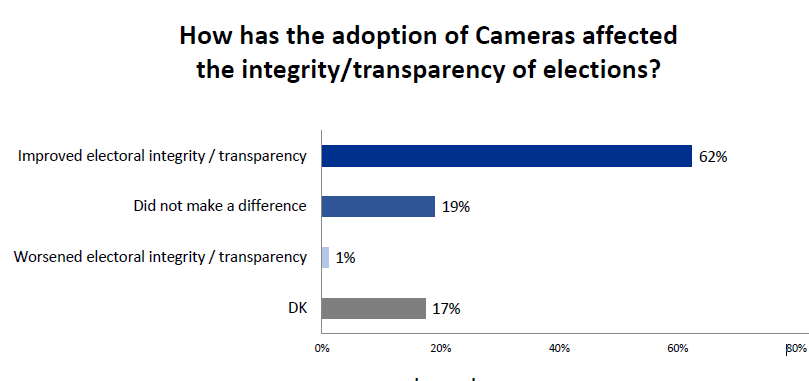 How has the adoption of Cameras affected
the integrity/transparency of elections?
Improved electoral integrity / transparency
62%
Did not make a difference
19%
Worsened electoral integrity / transparency
1%
DK
17%
0%
20%
40%
60%
80%